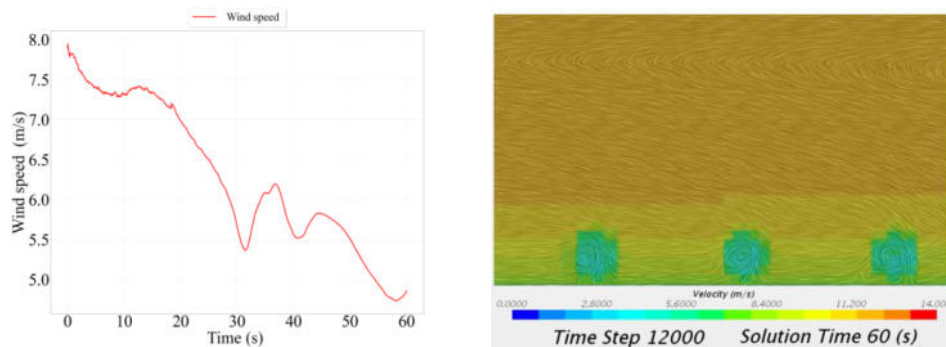 Wind speed
8.0
7.5
7.0
6.5
6.0
5.5
5.0
Wind speed (m/s)
0 10 20 30 40 50 60
Time (s)
Velocity (m/s)
0.0000 2.8000 5.6000 8.4000 11.200 14.00
Time Step 12000 Solution Time 60 (s)